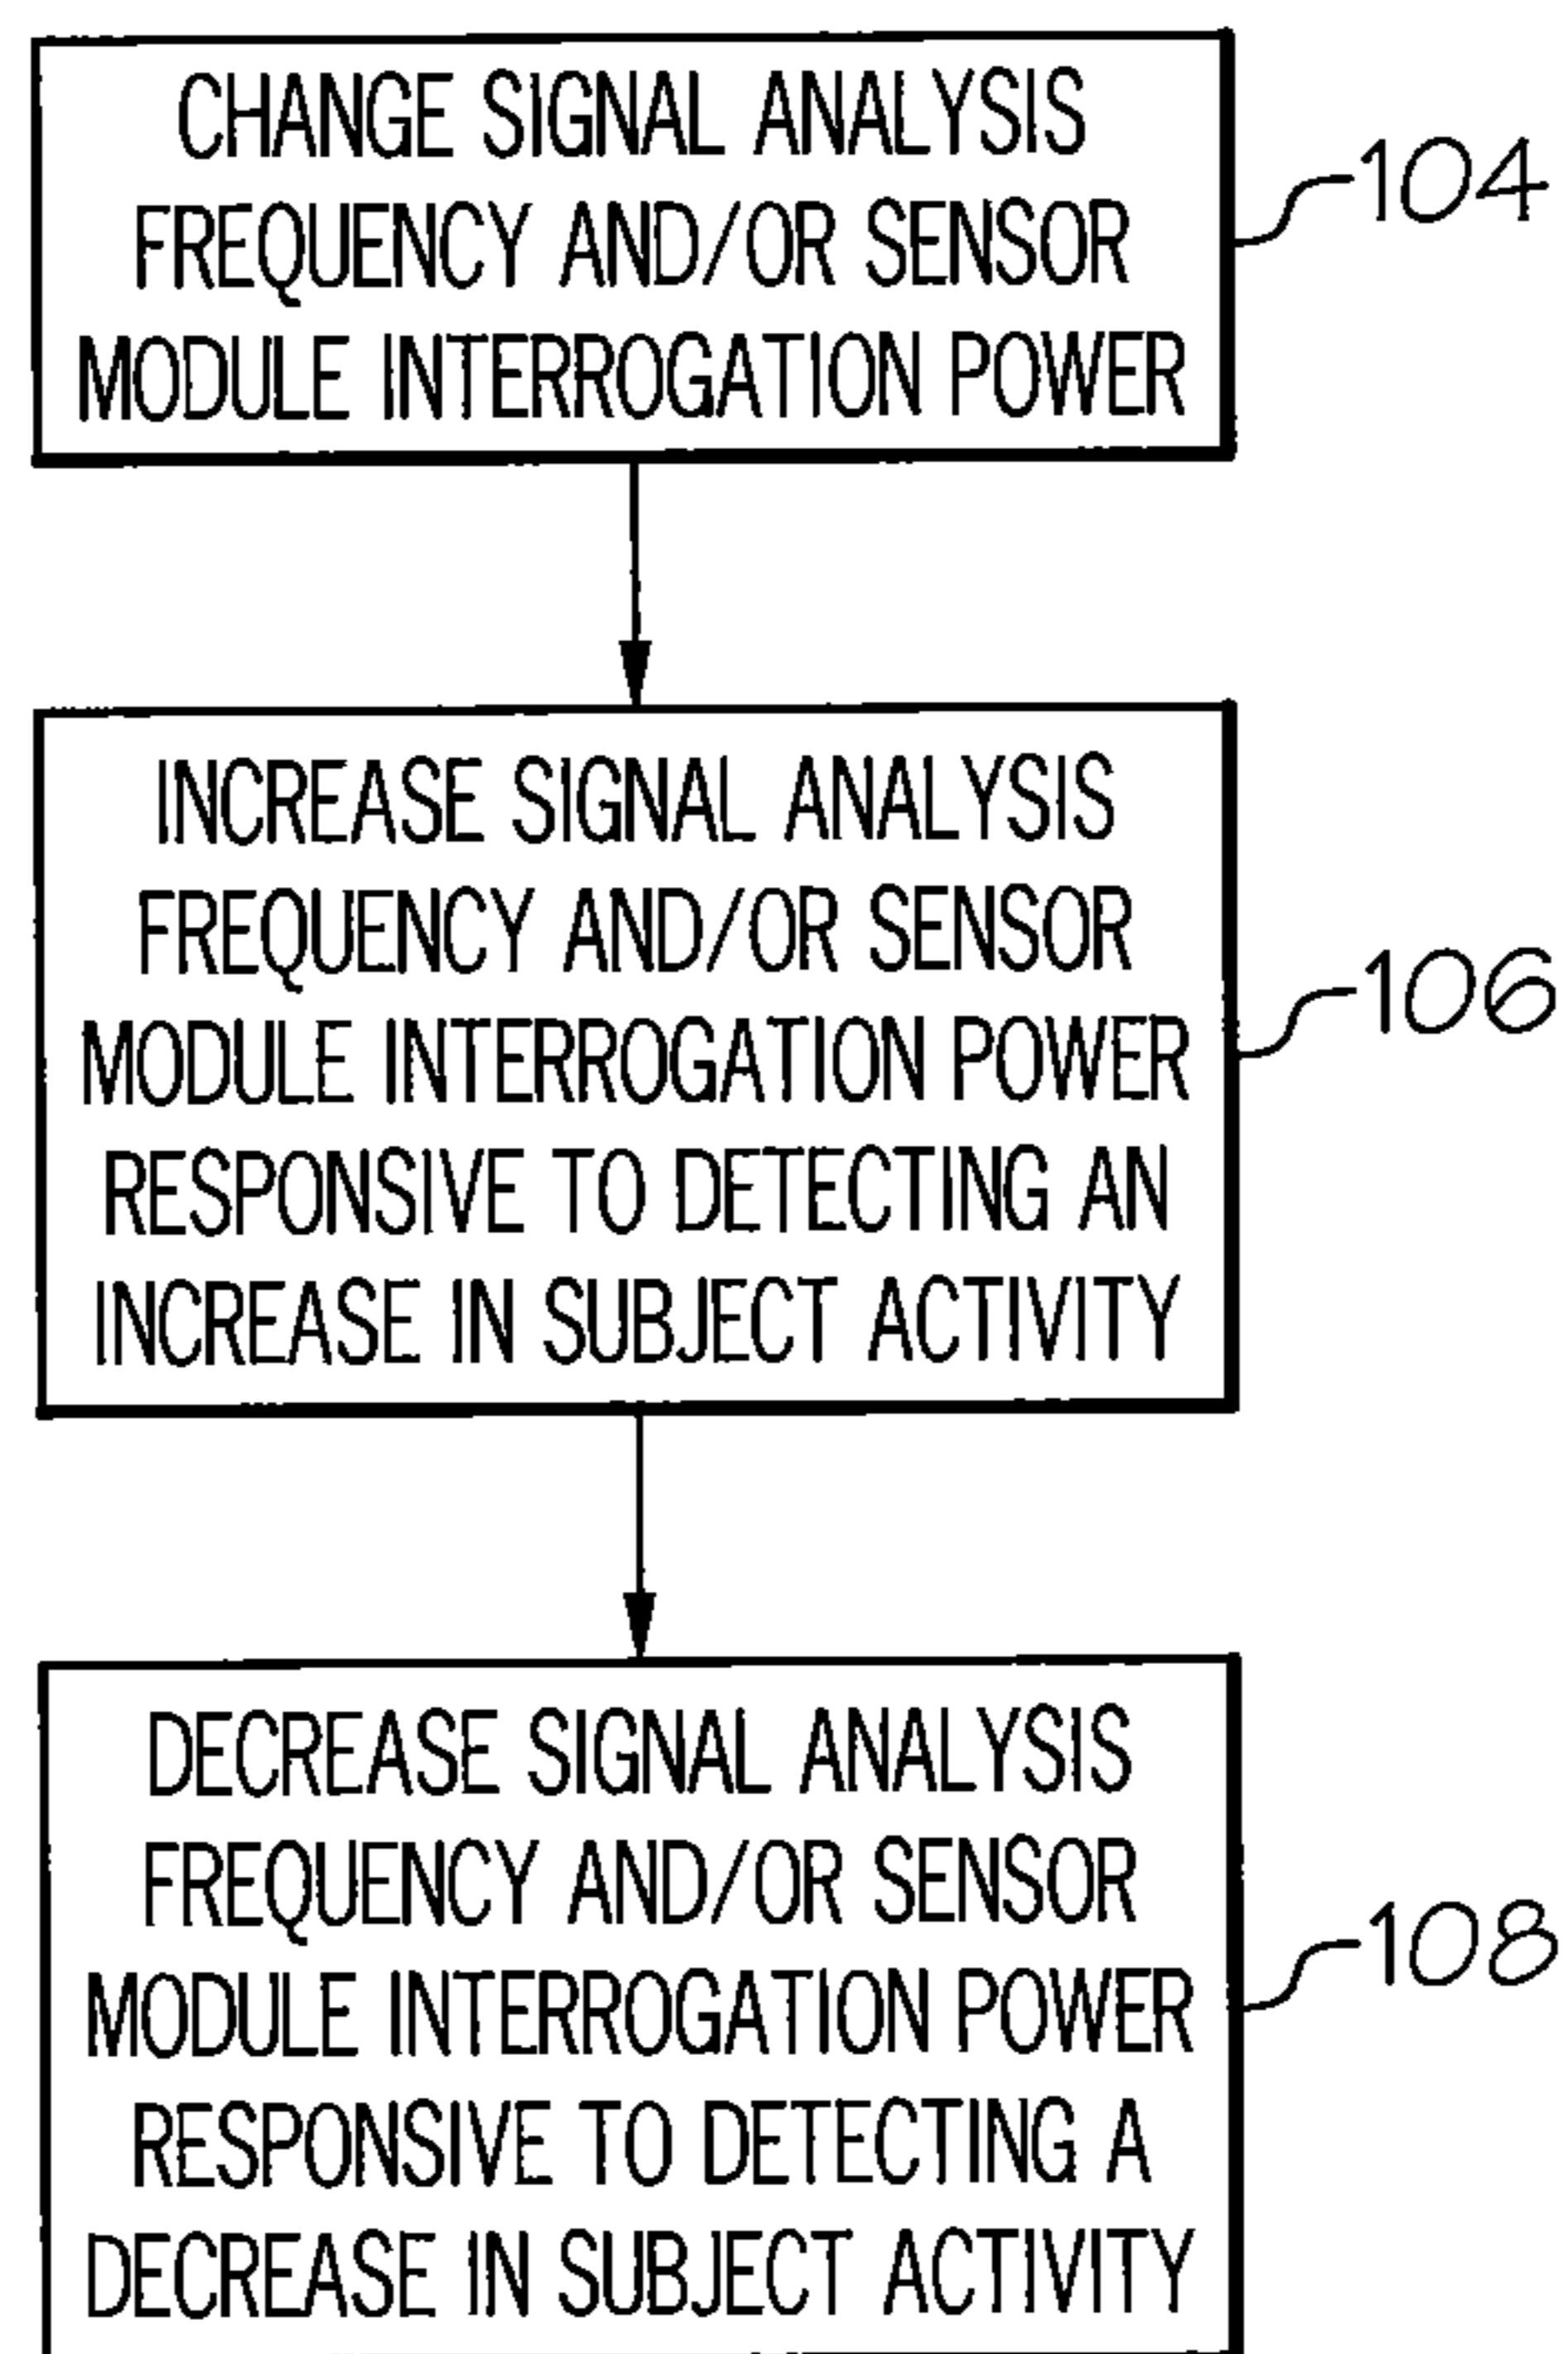 CHANGE SIGNAL ANALYSIS
FREQUENCY AND/OR SENSOR
MODULE INTERROGATION POWER
104
INCREASE SIGNAL ANALYSIS
FREQUENCY AND/OR SENSOR
MODULE INTERROGATION POWER
RESPONSIVE TO DETECTING AN
INCREASE IN SUBJECT ACTIVITY
106
DECREASE SIGNAL ANALYSIS
FREQUENCY AND/OR SENSOR
MODULE INTERROGATION POWER
RESPONSIVE TO DETECTING A
DECREASE IN SUBJECT ACTIVITY
108